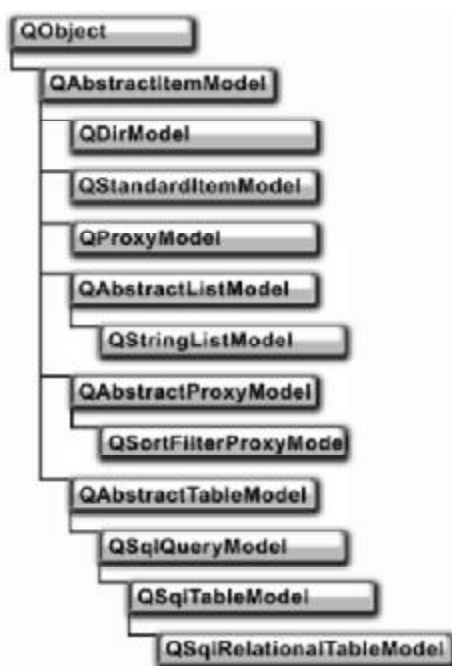 QObject
QAbstractItemModel
QDirModel
QStandardItemModel
QProxyModel
QAbstractListModel
QStringListModel
QAbstractProxyModel
QSortFilterProxyMode
QAbstractTableModel
QSqlQueryModel
QSqlTableModel
QSqlRelationalTableModel